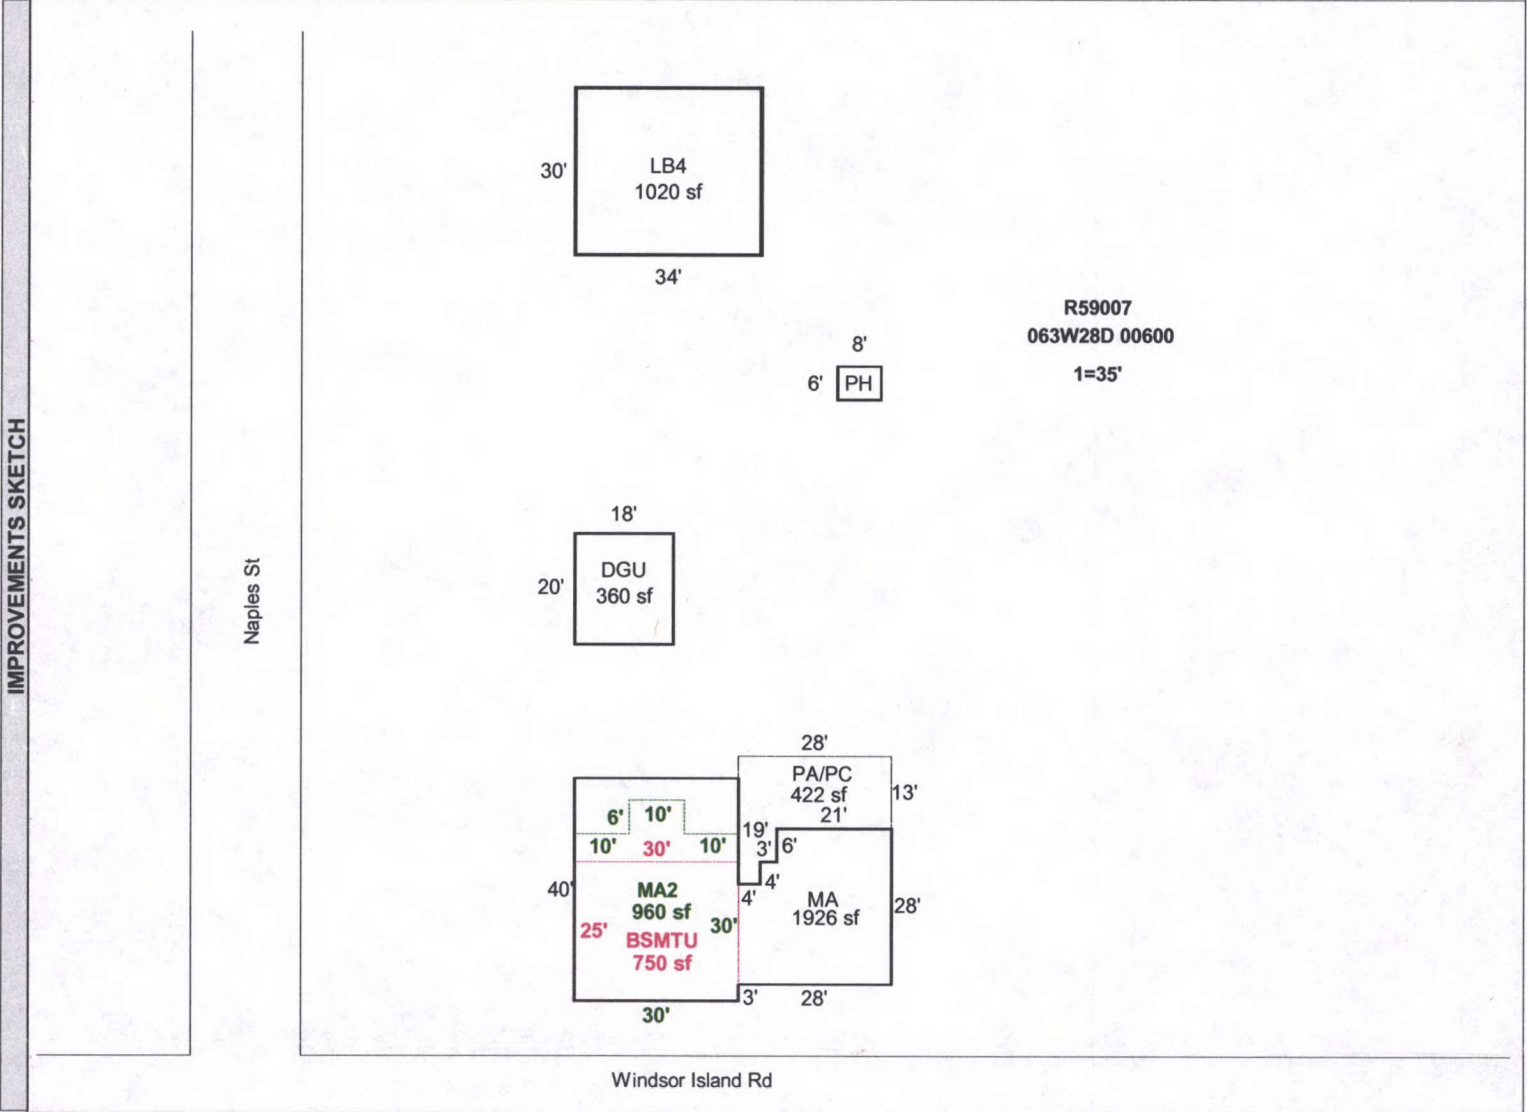 IMPROVEMENTS SKETCH
Naples St
30'
LB4
1020 sf
34'
R59007
063W28D 00600
1=35'
8'
6'
PH
18'
20'
DGU
360 sf
28'
PA/PC
422 sf
13'
21'
6'
10'
19'
10'
30'
10'
3'
6'
40'
4'
4'
MA2
960 sf
30'
MA
1926 sf
28'
25'
BSMTU
750 sf
3'
28'
30'
Windsor Island Rd